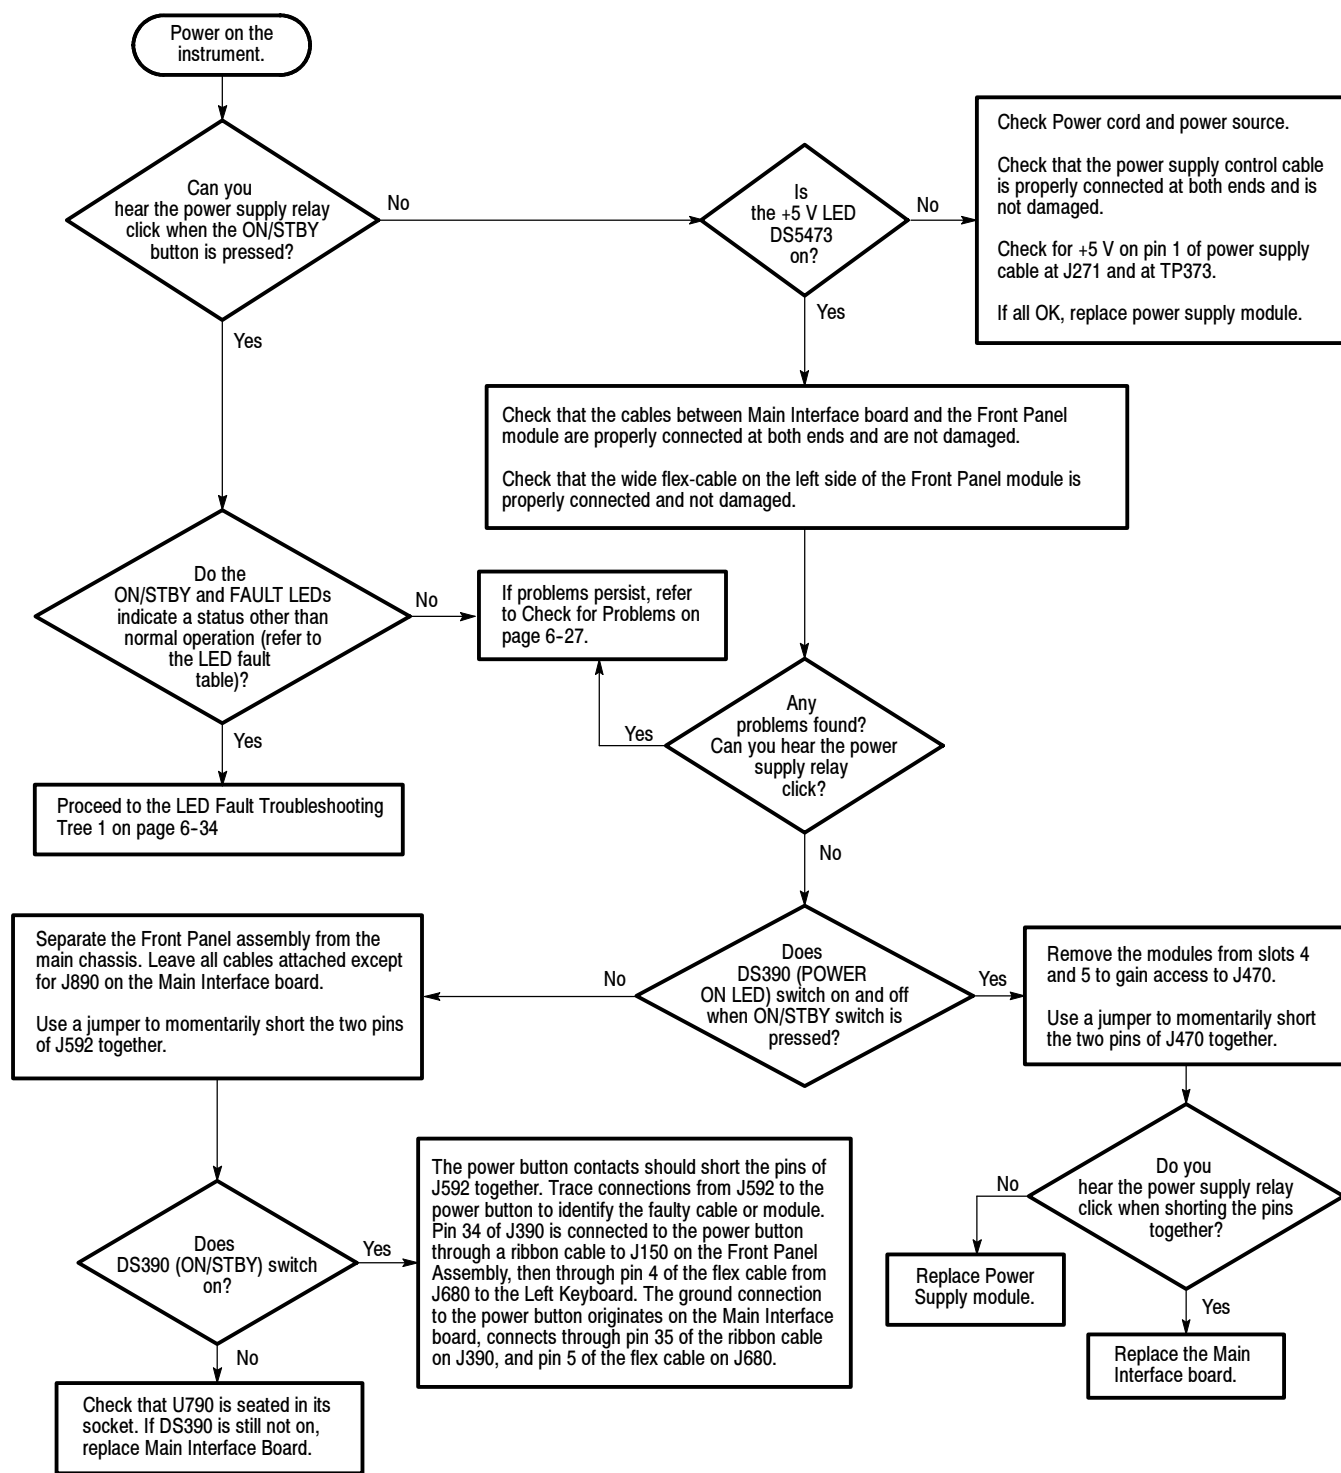 Power on the
instrument.
Can you
hear the power supply relay
click when the ON/STBY
button is pressed?
No
Is
the +5 V LED
DS5473
on?
No
Check Power cord and power source.
Check that the power supply control cable
is properly connected at both ends and is
not damaged.
Check for +5 V on pin 1 of power supply
cable at J271 and at TP373.
If all OK, replace power supply module.
Yes
Yes
Check that the cables between Main Interface board and the Front Panel
module are properly connected at both ends and are not damaged.
Check that the wide flex-cable on the left side of the Front Panel module is
properly connected and not damaged.
Do the
ON/STBY and FAULT LEDs
indicate a status other than
normal operation (refer to
the LED fault
table)?
No
If problems persist, refer
to Check for Problems on
page 6-27.
Yes
Any
problems found?
Can you hear the power
supply relay
click?
Yes
Proceed to the LED Fault Troubleshooting
Tree 1 on page 6-34
No
Separate the Front Panel assembly from the
main chassis. Leave all cables attached except
for J890 on the Main Interface board.
Use a jumper to momentarily short the two pins
of J592 together.
No
Does
DS390 (POWER
ON LED) switch on and off
when ON/STBY switch is
pressed?
Yes
Remove the modules from slots 4
and 5 to gain access to J470.
Use a jumper to momentarily short
the two pins of J470 together.
Does
DS390 (ON/STBY) switch
on?
Yes
The power button contacts should short the pins of
J592 together. Trace connections from J592 to the
power button to identify the faulty cable or module.
Pin 34 of J390 is connected to the power button
through a ribbon cable to J150 on the Front Panel
Assembly, then through pin 4 of the flex cable from
J680 to the Left Keyboard. The ground connection
to the power button originates on the Main Interface
board, connects through pin 35 of the ribbon cable
on J390, and pin 5 of the flex cable on J680.
No
Do you
hear the power supply relay
click when shorting the pins
together?
Replace Power
Supply module.
Yes
Replace the Main
Interface board.
No
Check that U790 is seated in its
socket. If DS390 is still not on,
replace Main Interface Board.